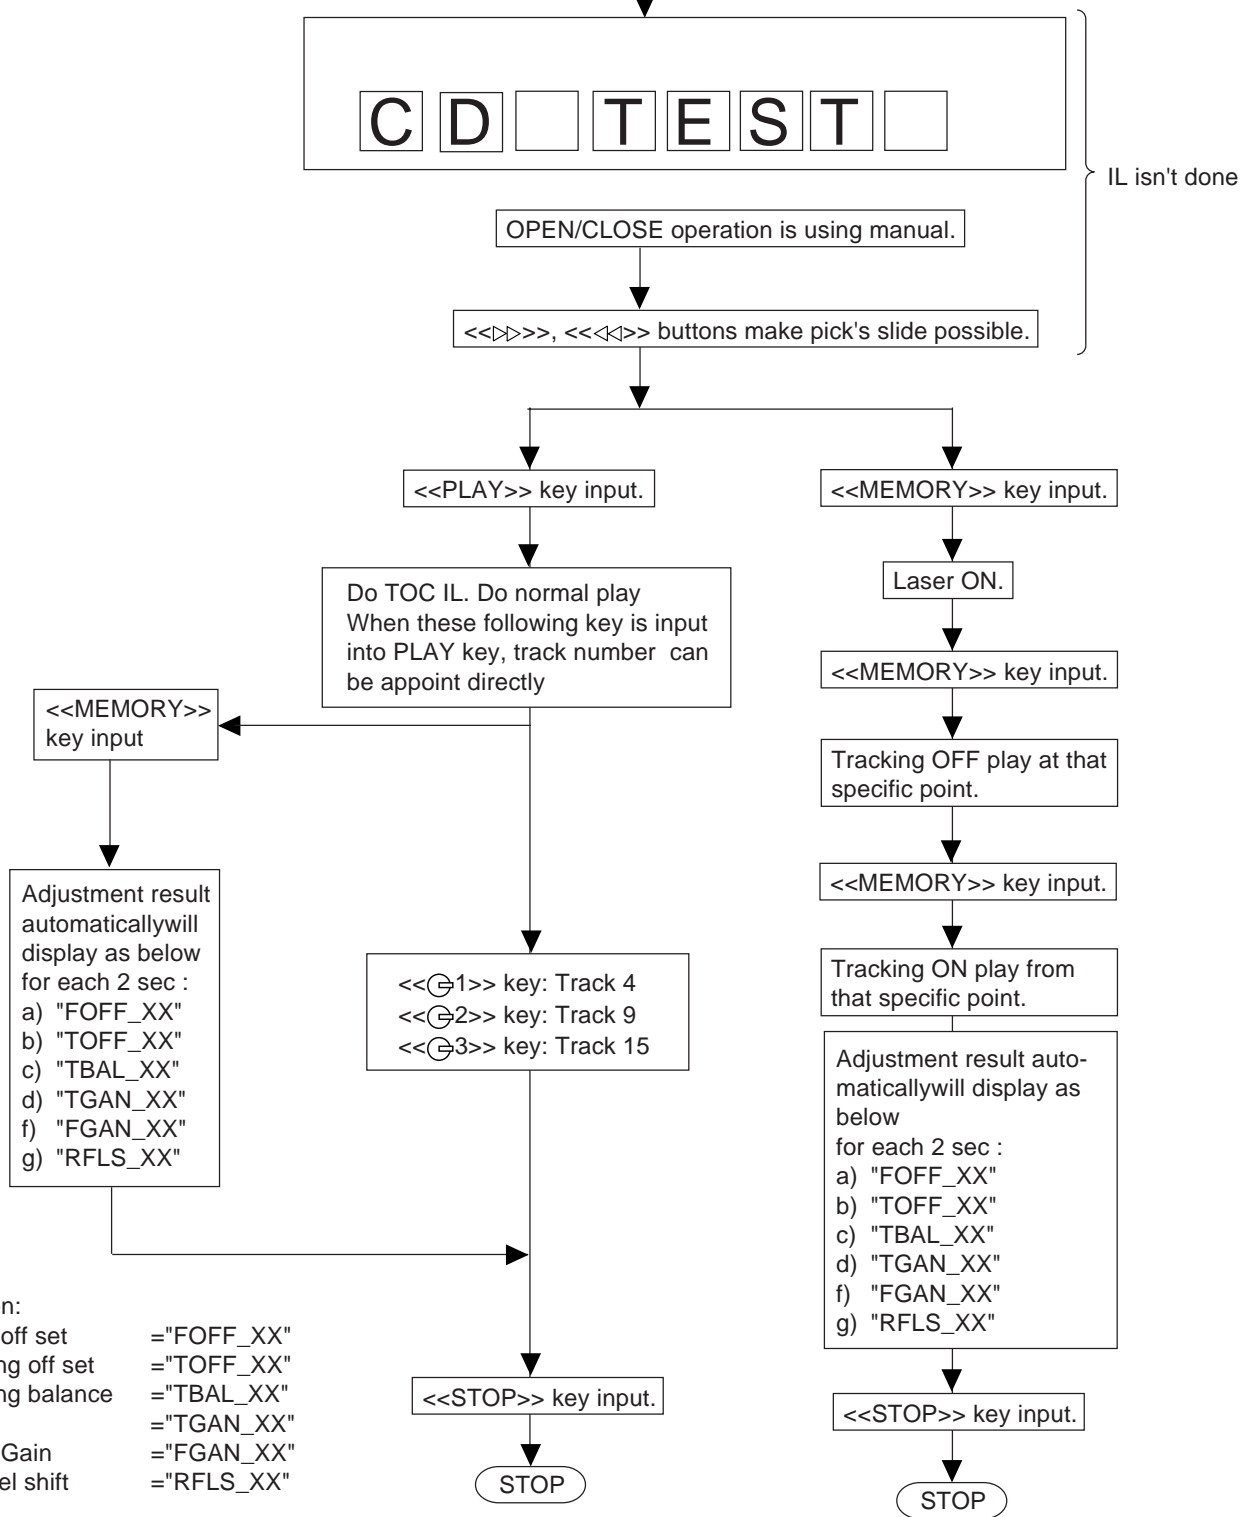 CD TEST
IL isn't done
OPEN/CLOSE operation is using manual.
<<▷▷>>, <<◁◁>> buttons make pick's slide possible.
<<PLAY>> key input.
Do TOC IL. Do normal play
When these following key is input
into PLAY key, track number can
be appoint directly
<<MEMORY>>
key input
Adjustment result
automaticallywill
display as below
for each 2 sec :
a) "FOFF_XX"
b) "TOFF_XX"
c) "TBAL_XX"
d) "TGAN_XX"
f) "FGAN_XX"
g) "RFLS_XX"
<<1>> key: Track 4
<<2>> key: Track 9
<<3>> key: Track 15
<<STOP>> key input.
STOP
<<MEMORY>> key input.
Laser ON.
<<MEMORY>> key input.
Tracking OFF play at that
specific point.
<<MEMORY>> key input.
Tracking ON play from
that specific point.
Adjustment result auto-
maticallywill display as
below
for each 2 sec :
a) "FOFF_XX"
b) "TOFF_XX"
c) "TBAL_XX"
d) "TGAN_XX"
f) "FGAN_XX"
g) "RFLS_XX"
<<STOP>> key input.
STOP
off set ="FOFF_XX"
off set ="TOFF_XX"
balance ="TBAL_XX"
="TGAN_XX"
Gain ="FGAN_XX"
shift ="RFLS_XX"